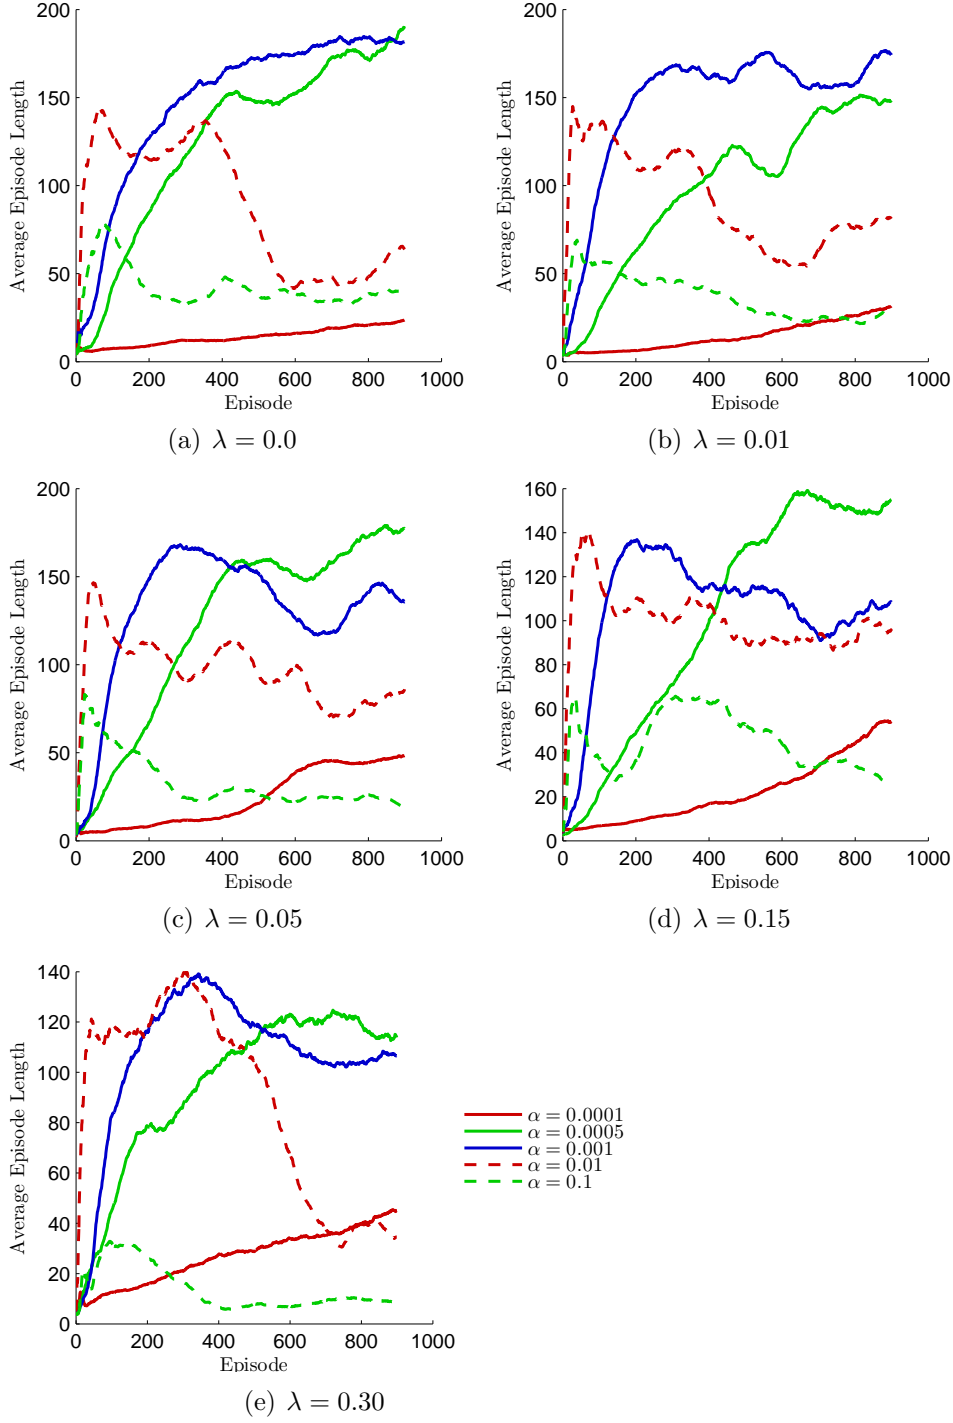 200
150
100
50
0
0 200 400 600 800 1000
Average Episode Length
Episode
(a) λ = 0.0
200
150
100
50
0
0 200 400 600 800 1000
Average Episode Length
Episode
(b) λ = 0.01
200
150
100
50
0
0 200 400 600 800 1000
Average Episode Length
Episode
(c) λ = 0.05
160
140
120
100
80
60
40
20
0
0 200 400 600 800 1000
Average Episode Length
Episode
(d) λ = 0.15
140
120
100
80
60
40
20
0
0 200 400 600 800 1000
Average Episode Length
Episode
α = 0.0001
α = 0.0005
α = 0.001
α = 0.01
α = 0.1
(e) λ = 0.30